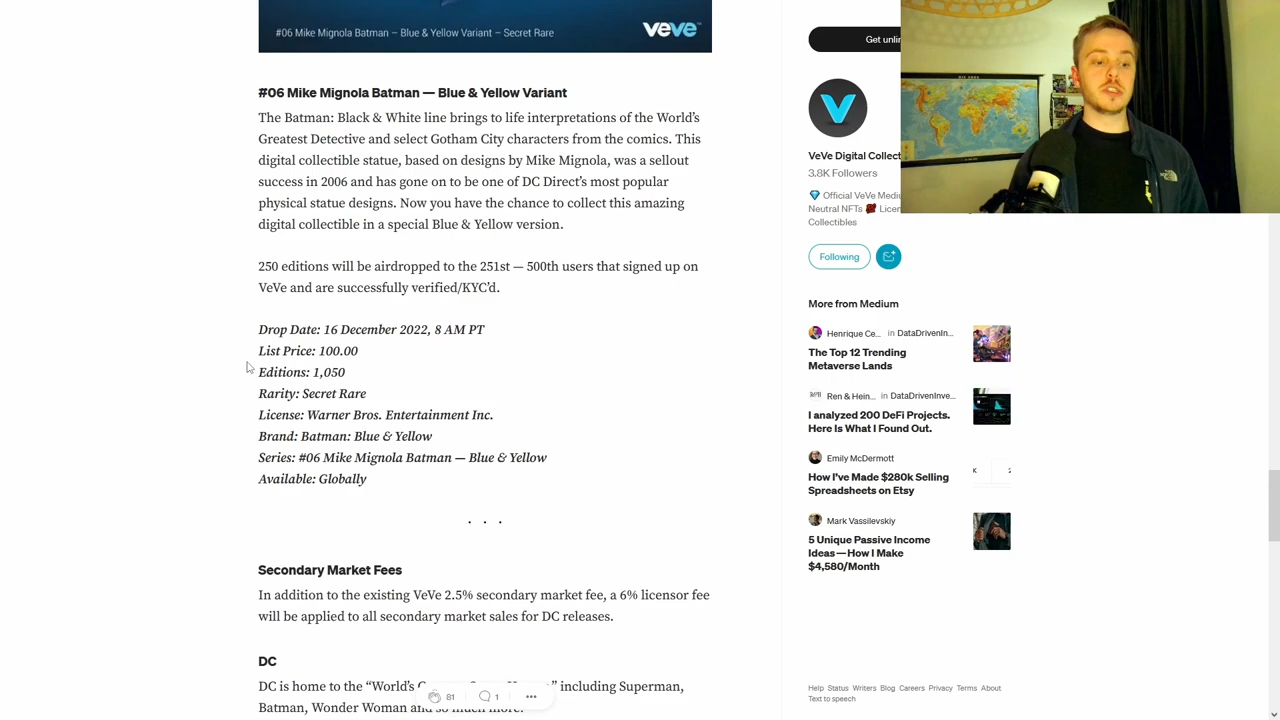 #06 Mike Mignola Batman – Blue & Yellow Variant – Secret Rare
veve
#06 Mike Mignola Batman — Blue & Yellow Variant
The Batman: Black & White line brings to life interpretations of the World’s
Greatest Detective and select Gotham City characters from the comics. This
digital collectible statue, based on designs by Mike Mignola, was a sellout
success in 2006 and has gone on to be one of DC Direct’s most popular
physical statue designs. Now you have the chance to collect this amazing
digital collectible in a special Blue & Yellow version.
250 editions will be airdropped to the 251st — 500th users that signed up on
VeVe and are successfully verified/KYC’d.
Drop Date: 16 December 2022, 8 AM PT
List Price: 100.00
Editions: 1,050
Rarity: Secret Rare
License: Warner Bros. Entertainment Inc.
Brand: Batman: Blue & Yellow
Series: #06 Mike Mignola Batman — Blue & Yellow
Available: Globally
. . .
Secondary Market Fees
In addition to the existing VeVe 2.5% secondary market fee, a 6% licensor fee
will be applied to all secondary market sales for DC releases.
DC
DC is home to the “World’s including Superman,
Batman, Wonder Woman and so much more!
81
1
Get
VeVe Digital
3.8K Followers
Official VeVe
Neutral NFTs
Collectibles
Following
More from Medium
Henrique Ce... in DataDrivenIn...
The Top 12 Trending
Metaverse Lands
Ren & Hein... in DataDrivenInve...
I analyzed 200 DeFi Projects.
Here Is What I Found Out.
Emily McDermott
How I’ve Made $280k Selling
Spreadsheets on Etsy
Mark Vassilevskiy
5 Unique Passive Income
Ideas — How I Make
$4,580/Month
Help Status Writers Blog Careers Privacy Terms About
Text to speech